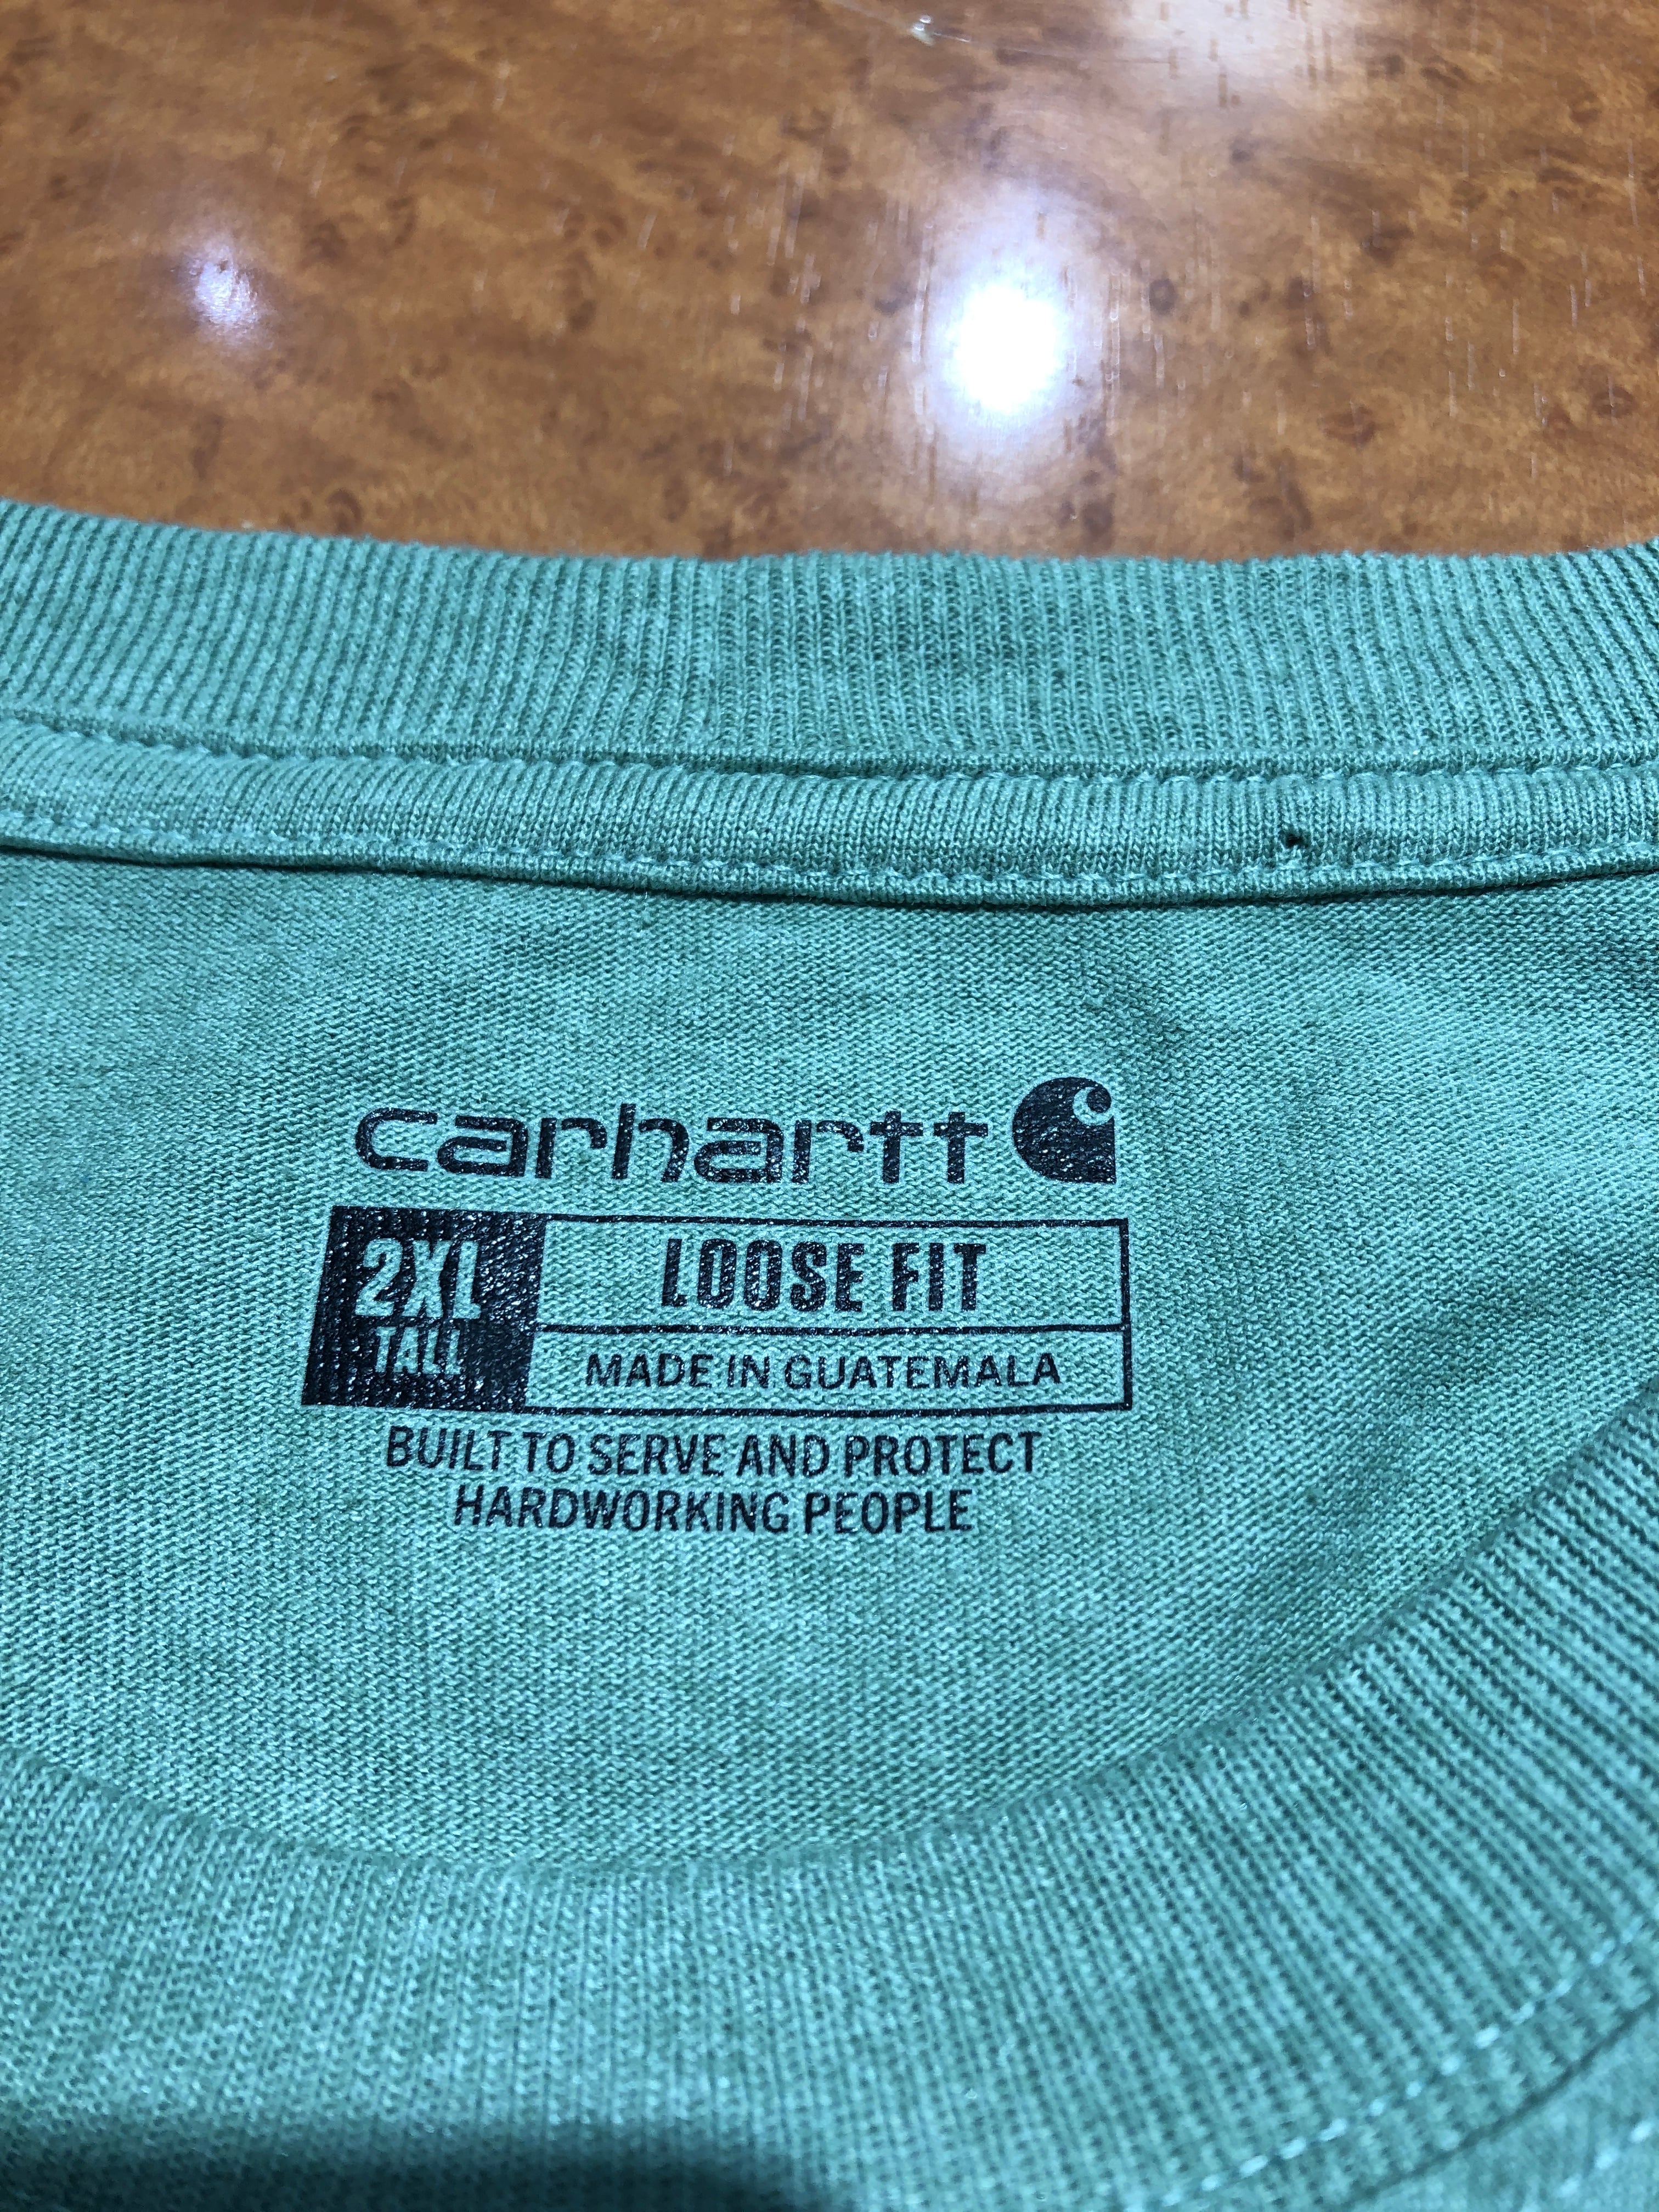 carhartt
2XL LOOSE FIT
TALL MADE IN GUATEMALA
BUILT TO SERVE AND PROTECT
HARDWORKING PEOPLE